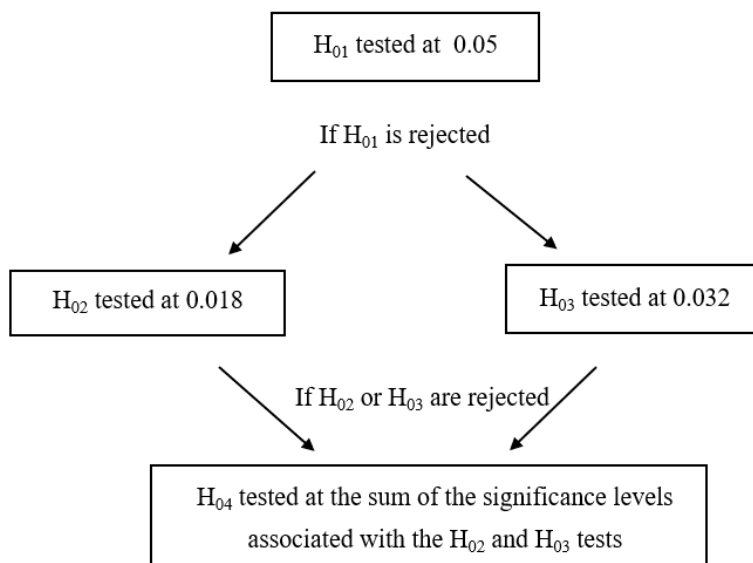 H₀₁ tested at 0.05
If H₀₁ is rejected
H₀₂ tested at 0.018
H₀₃ tested at 0.032
If H₀₂ or H₀₃ are rejected
H₀₄ tested at the sum of the significance levels
associated with the H₀₂ and H₀₃ tests